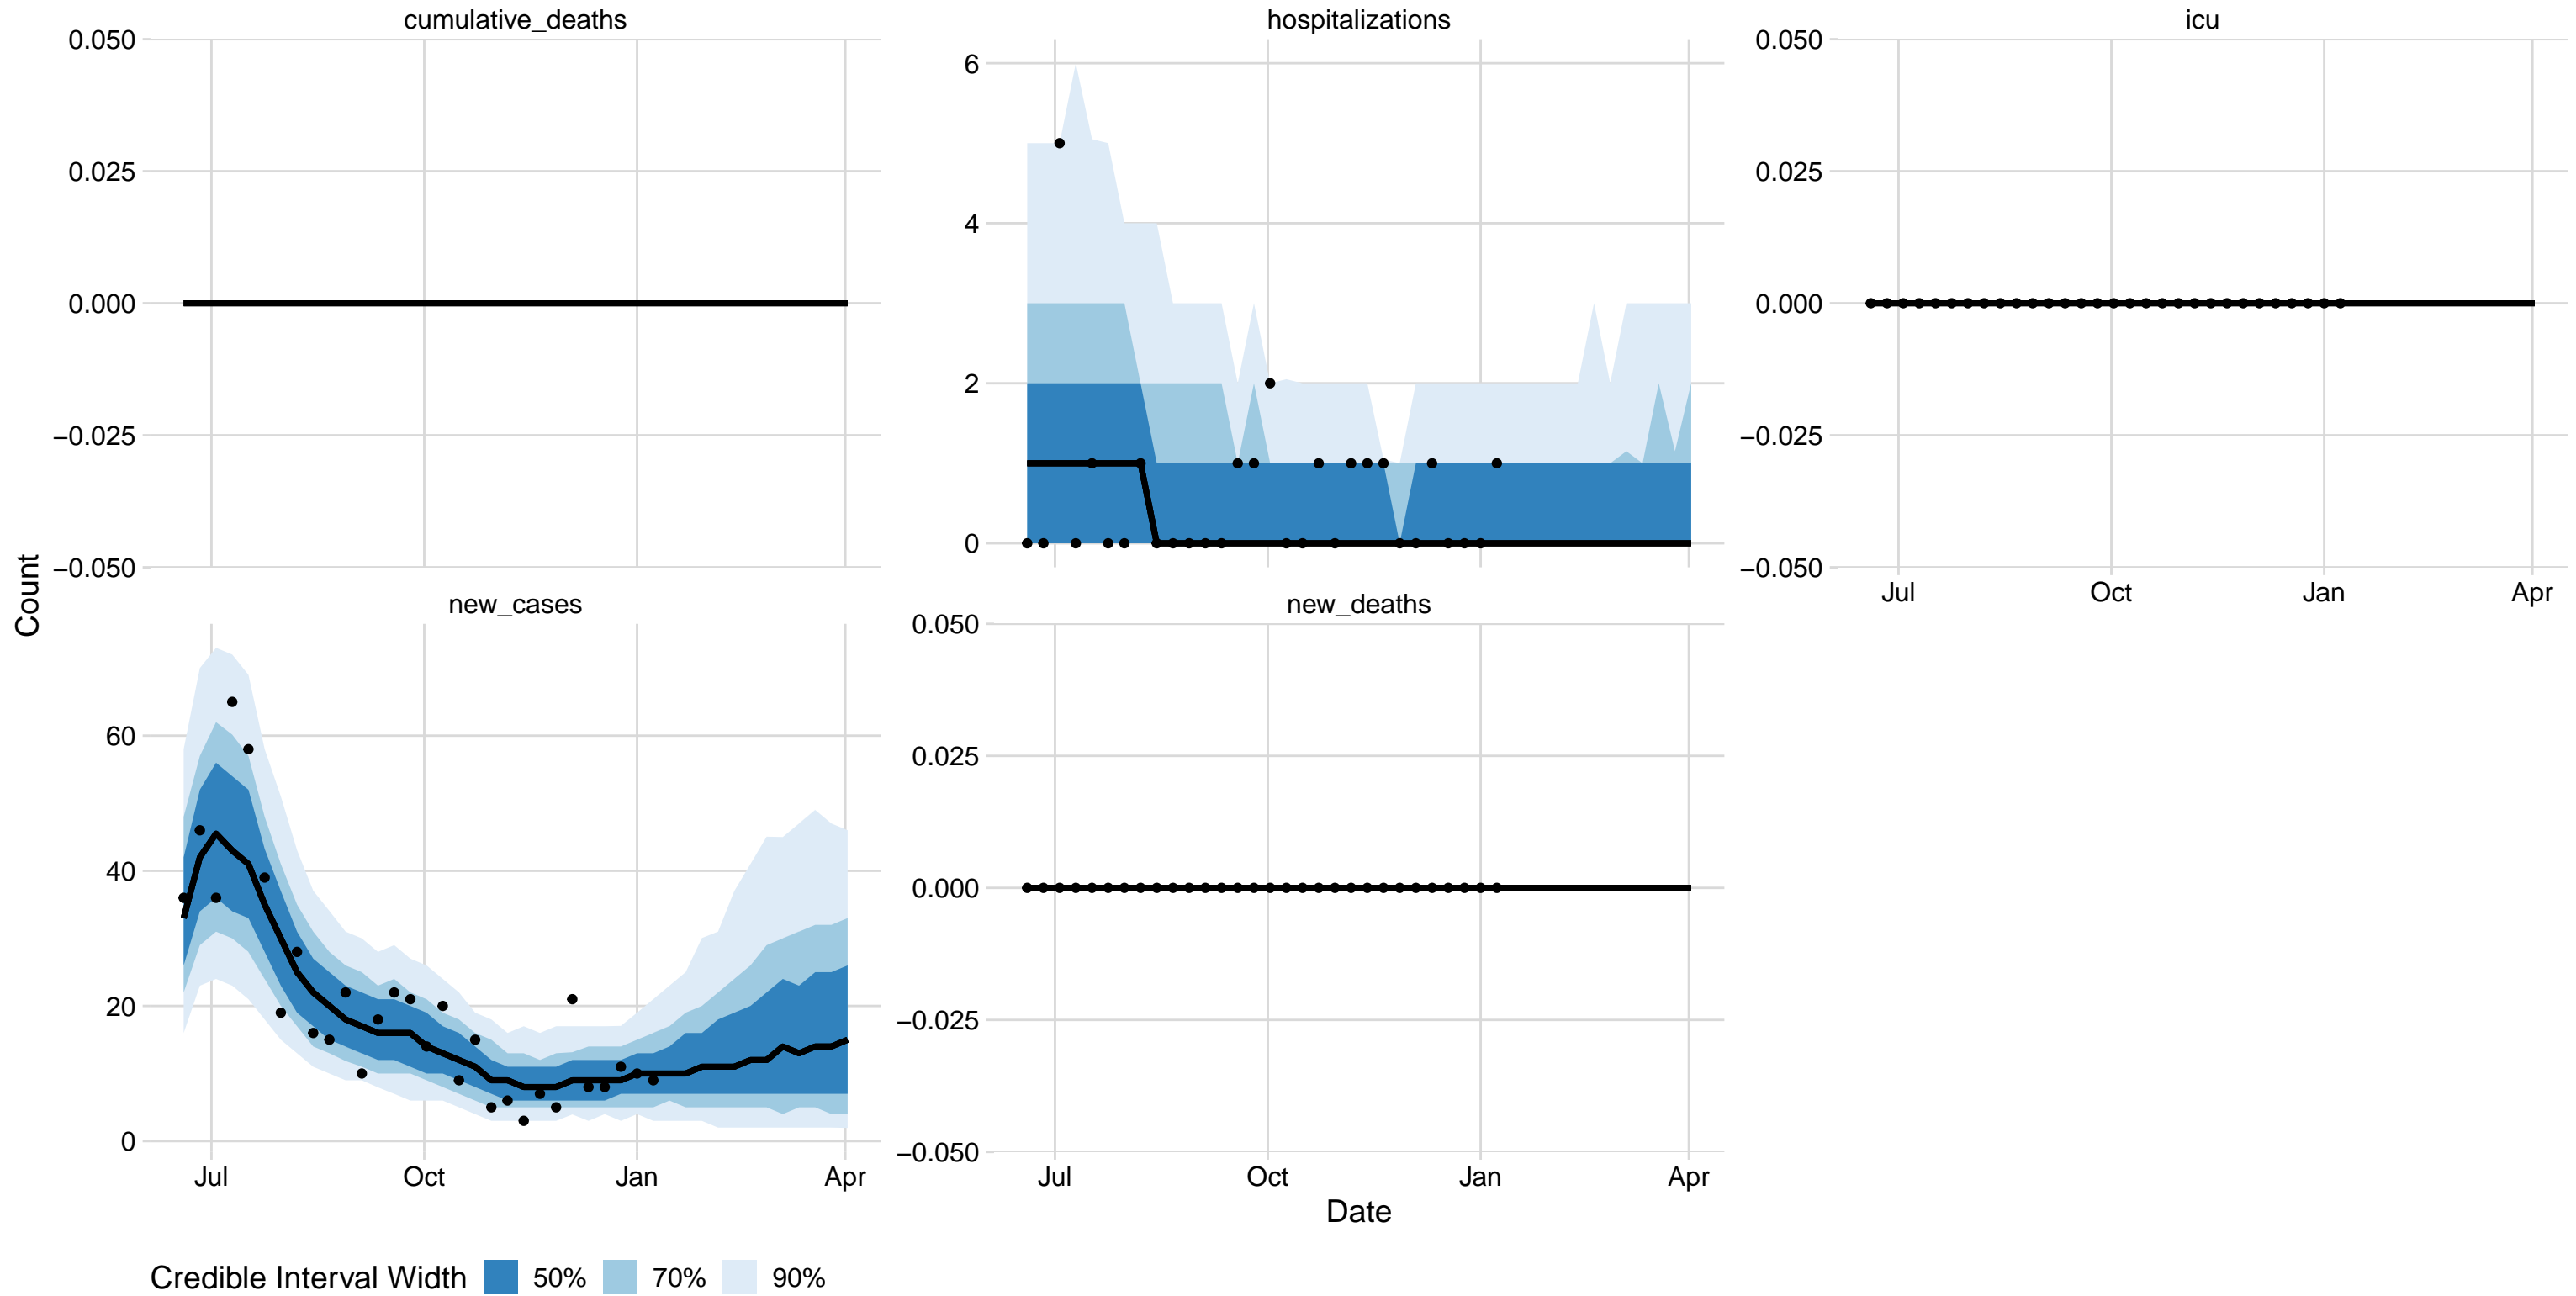 cumulative_deaths
hospitalizations
icu
0.050
0.025
0.000
−0.025
−0.050
6
4
2
0
0.050
0.025
0.000
−0.025
−0.050
Jul Oct Jan Apr
Count
new_cases
new_deaths
60
40
20
0
0.050
0.025
0.000
−0.025
−0.050
Jul Oct Jan Apr
Jul Oct Jan Apr
Date
Credible Interval Width 50% 70% 90%